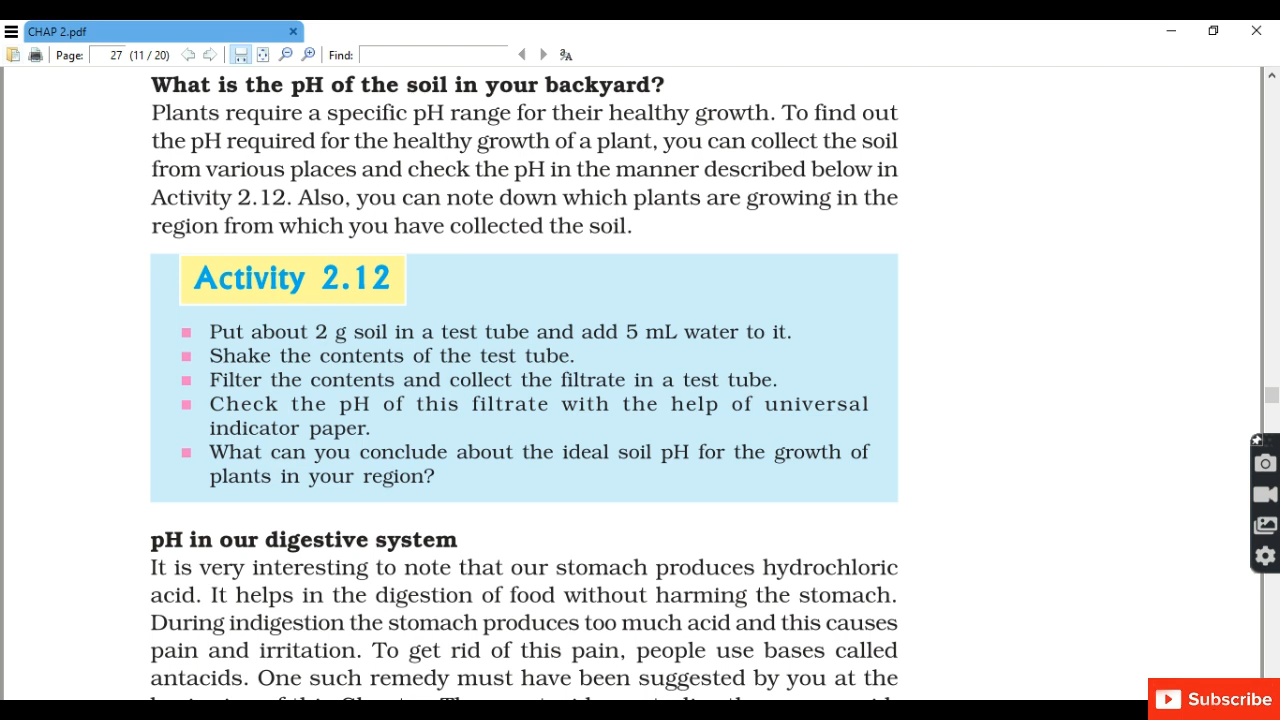 CHAP 2.pdf
Page: 27 (11 / 20) Find:
What is the pH of the soil in your backyard?
Plants require a specific pH range for their healthy growth. To find out
the pH required for the healthy growth of a plant, you can collect the soil
from various places and check the pH in the manner described below in
Activity 2.12. Also, you can note down which plants are growing in the
region from which you have collected the soil.
Activity 2.12
Put about 2 g soil in a test tube and add 5 mL water to it.
Shake the contents of the test tube.
Filter the contents and collect the filtrate in a test tube.
Check the pH of this filtrate with the help of universal
indicator paper.
What can you conclude about the ideal soil pH for the growth of
plants in your region?
pH in our digestive system
It is very interesting to note that our stomach produces hydrochloric
acid. It helps in the digestion of food without harming the stomach.
During indigestion the stomach produces too much acid and this causes
pain and irritation. To get rid of this pain, people use bases called
antacids. One such remedy must have been suggested by you at the
Subscribe